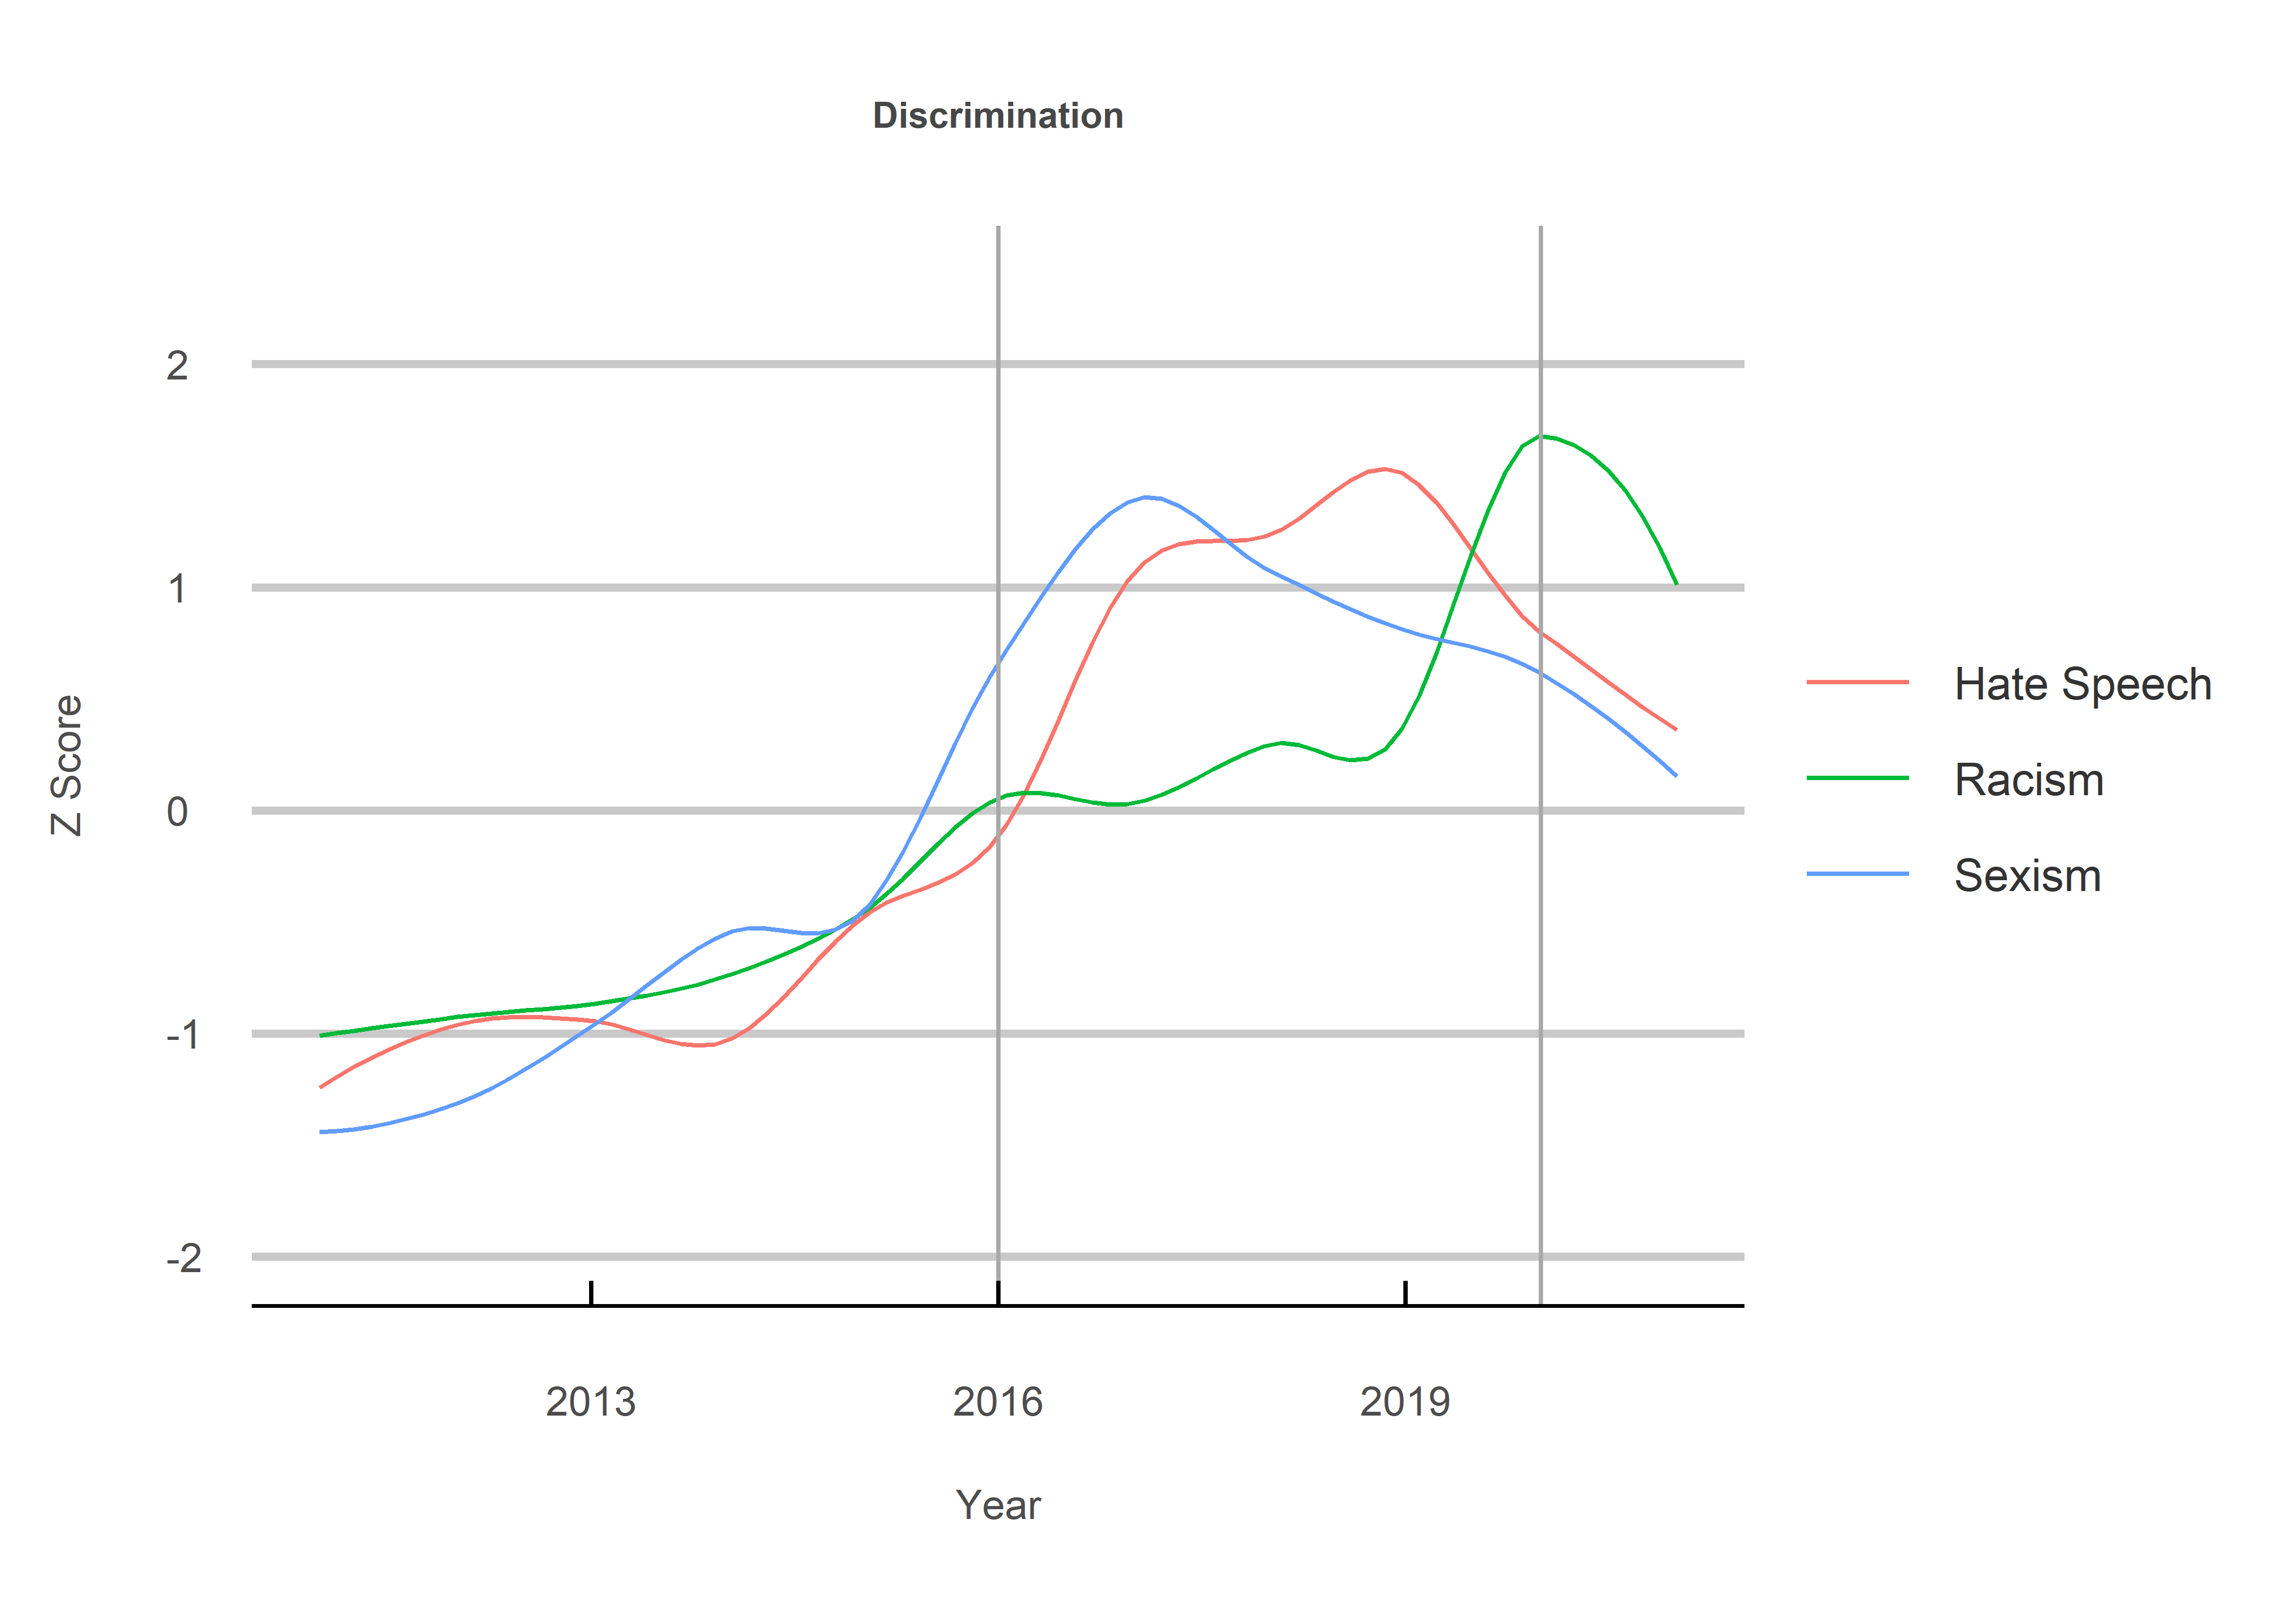 Discrimination
2
1
0
-1
-2
Z Score
2013
2016
2019
Year
Hate Speech
Racism
Sexism